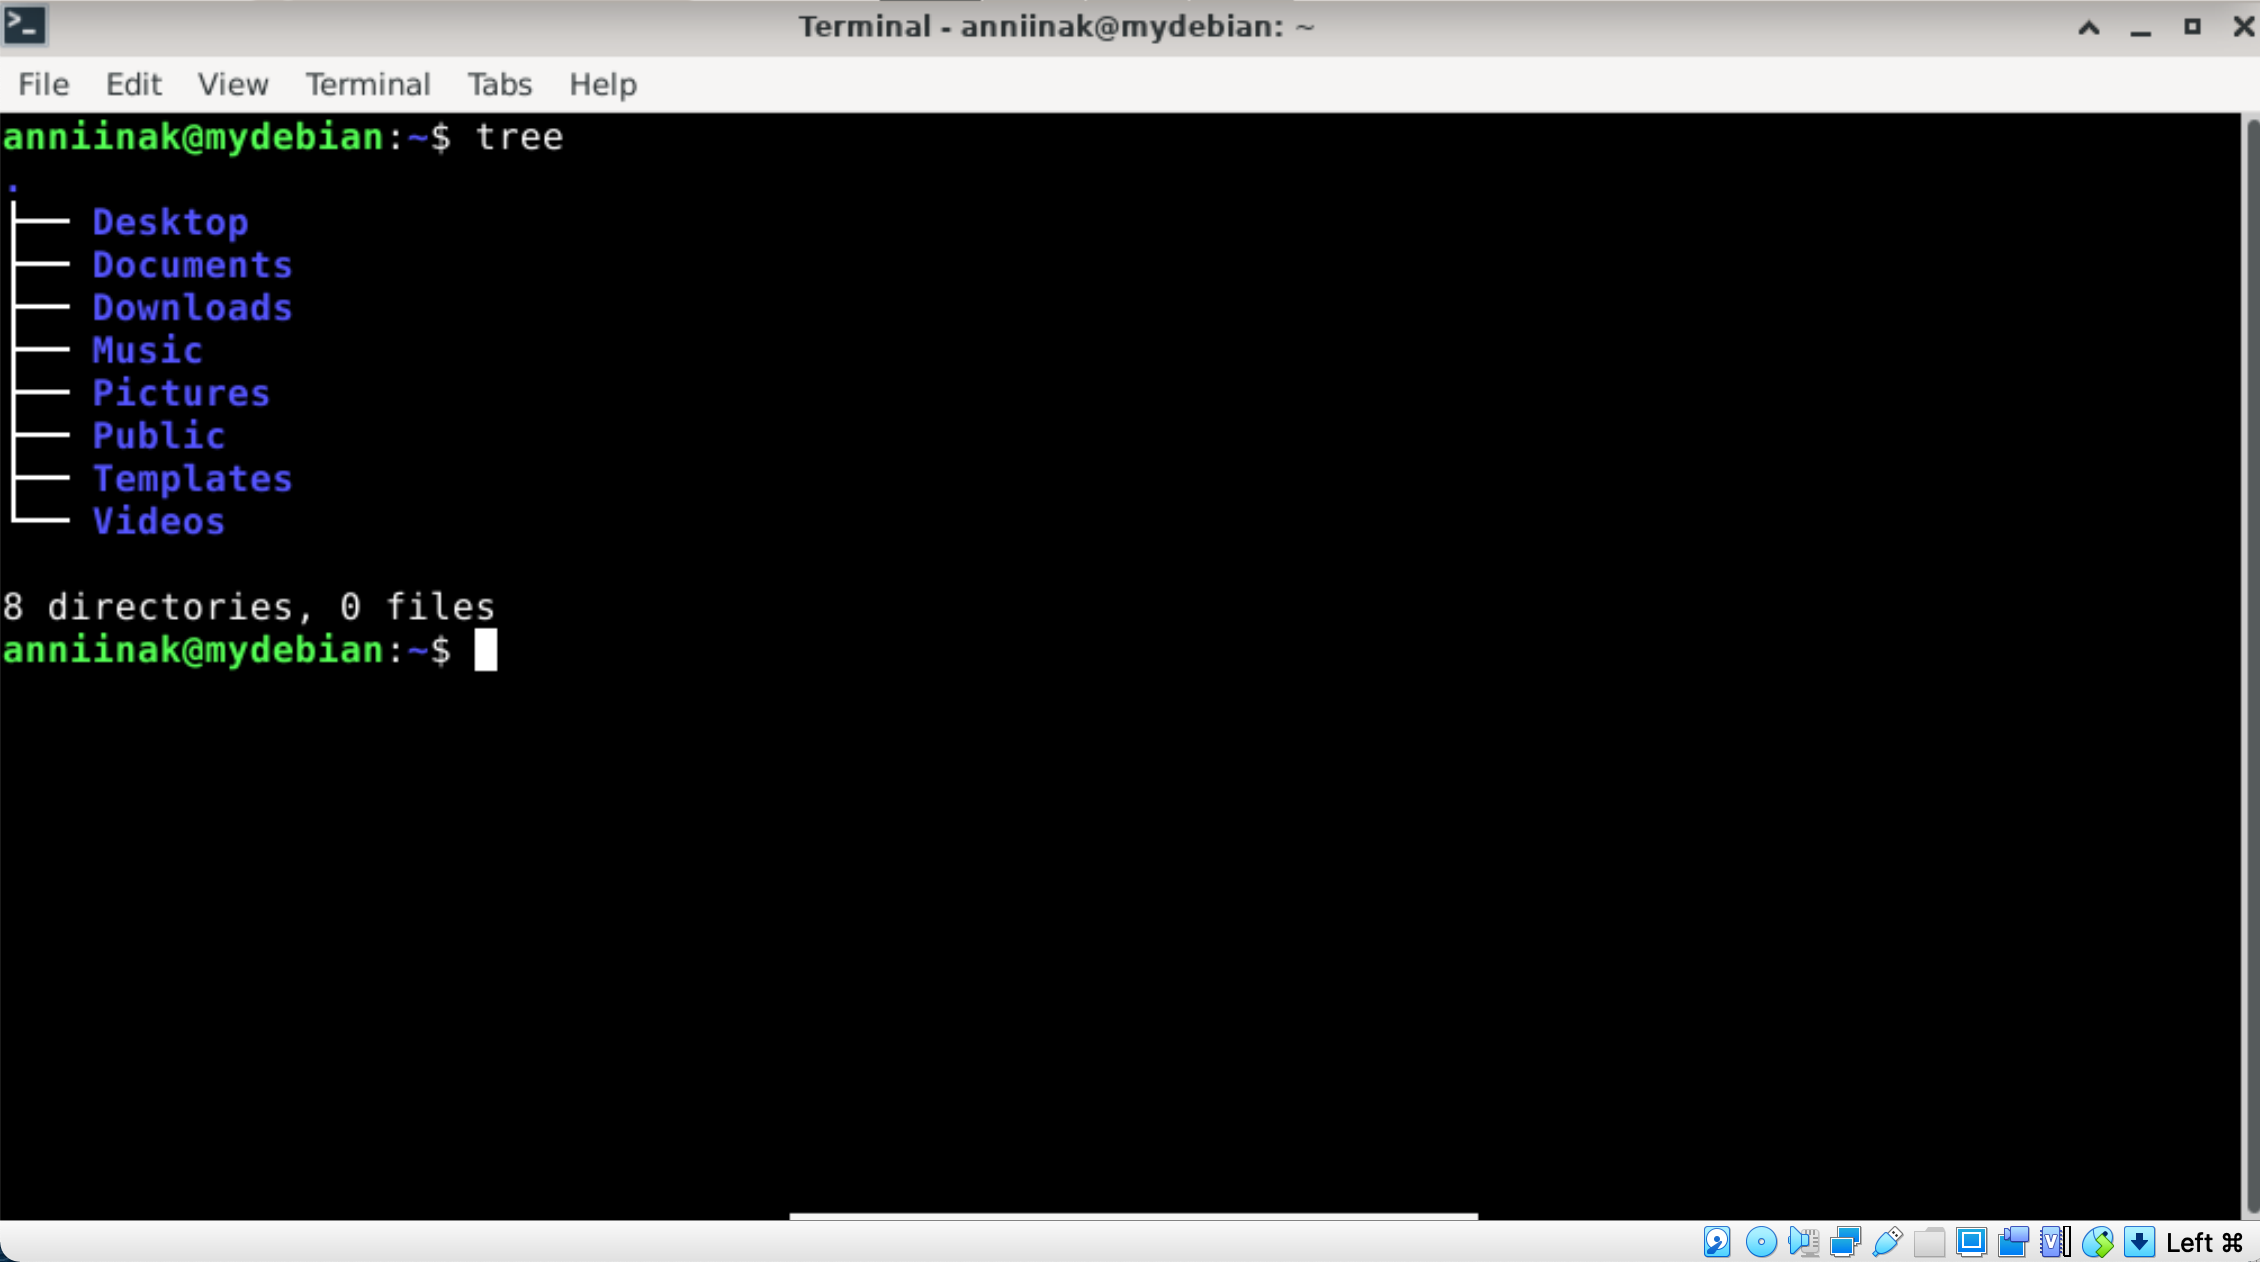 Terminal - anniinak@mydebian: ~
File Edit View Terminal Tabs Help
anniinak@mydebian:~$ tree
.
├── Desktop
├── Documents
├── Downloads
├── Music
├── Pictures
├── Public
├── Templates
└── Videos
8 directories, 0 files
anniinak@mydebian:~$
Left ⌘